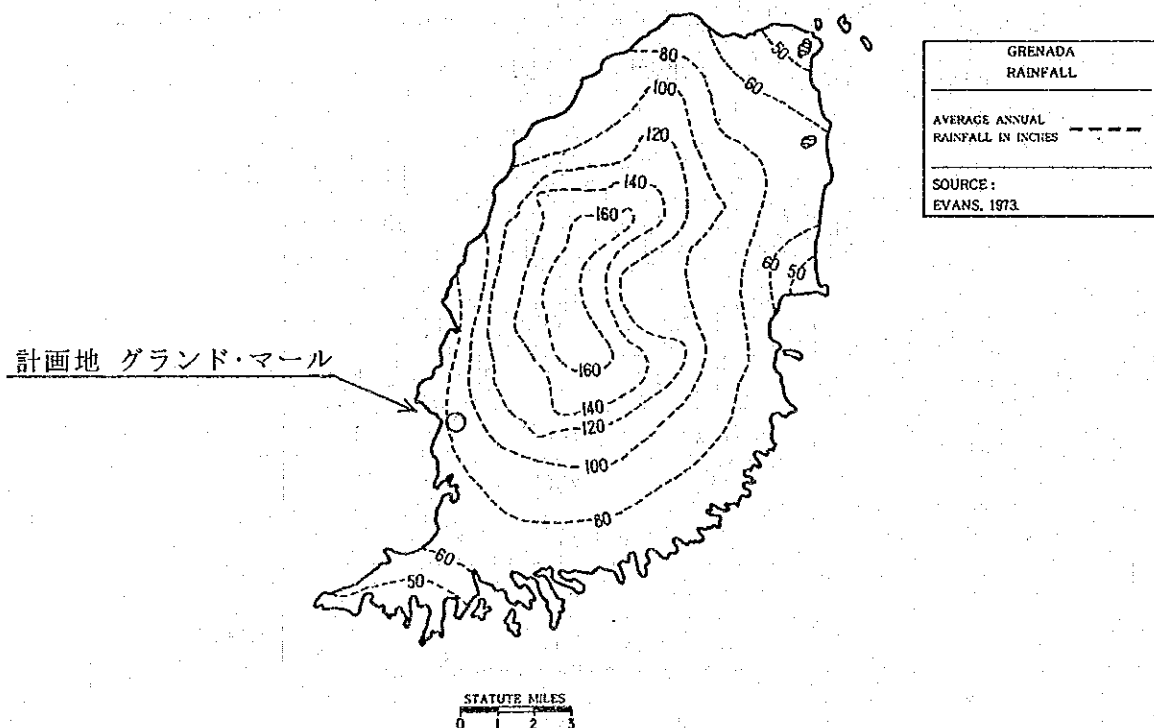 GRENADA
RAINFALL
AVERAGE ANNUAL
RAINFALL IN INCHES
SOURCE:
EVANS, 1973.
50
80
60
100
120
140
160
60
50
計画地 グランド・マール
160
140
120
100
80
60
50
STATUTE MILES
0 1 2 3